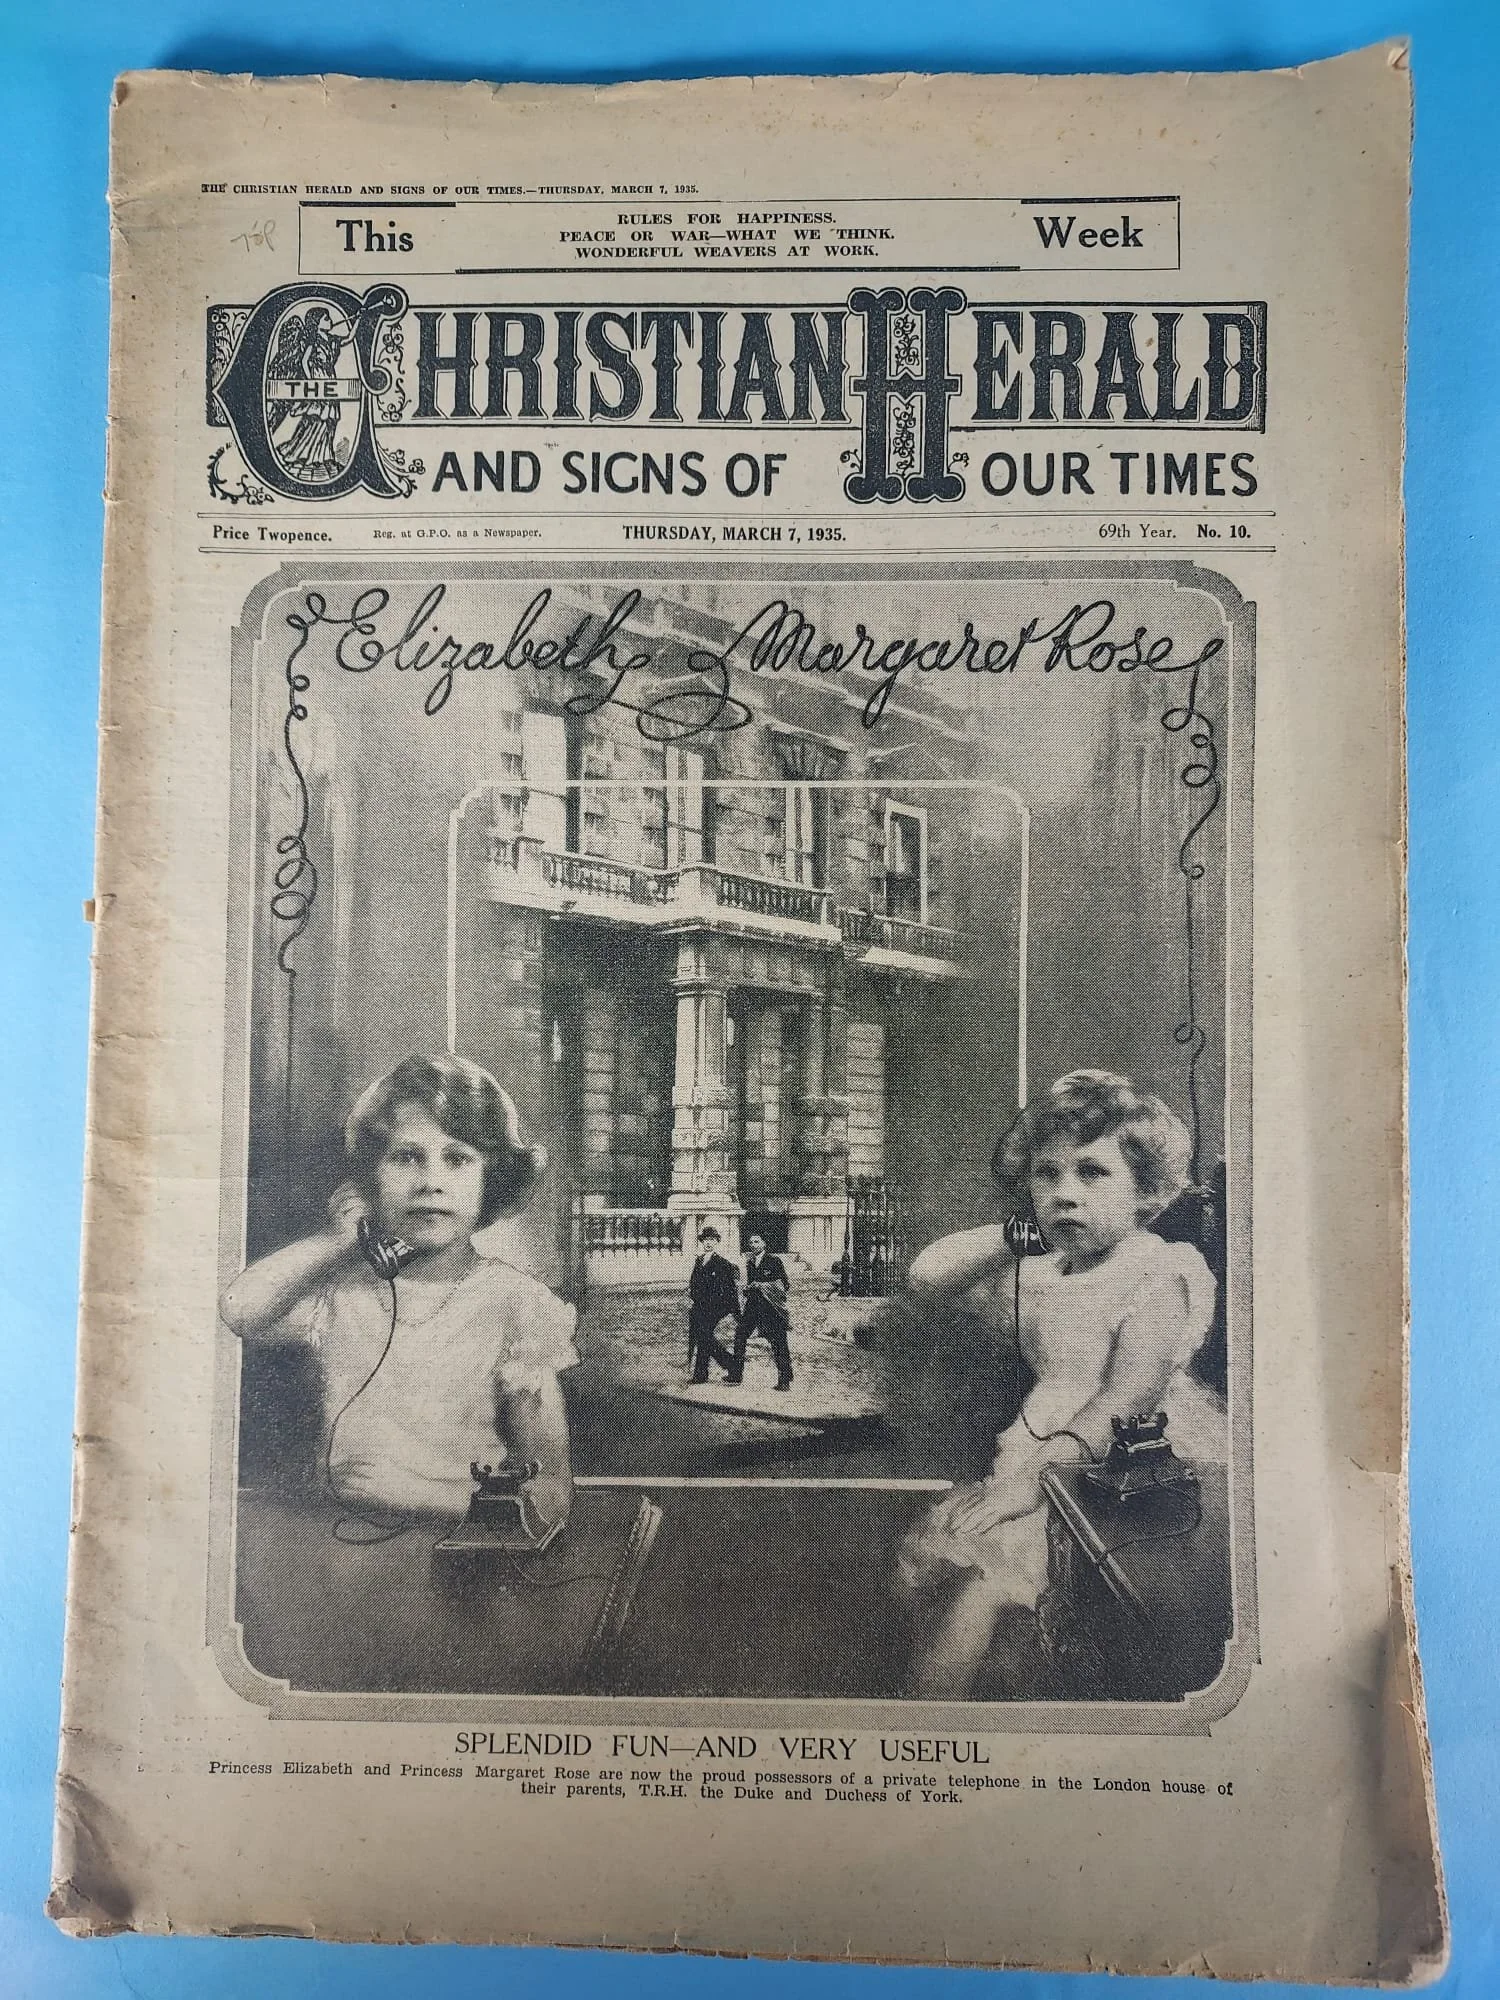 THE CHRISTIAN HERALD AND SIGNS OF OUR TIMES.—THURSDAY, MARCH 7, 1935.
This
RULES FOR HAPPINESS.
PEACE OR WAR—WHAT WE THINK.
WONDERFUL WEAVERS AT WORK.
Week
THE CHRISTIAN HERALD
AND SIGNS OF OUR TIMES
Price Twopence. Reg. at G.P.O. as a Newspaper. THURSDAY, MARCH 7, 1935. 69th Year. No. 10.
Elizabeth Margaret Rose
SPLENDID FUN—AND VERY USEFUL
Princess Elizabeth and Princess Margaret Rose are now the proud possessors of a private telephone in the London house of
their parents, T.R.H. the Duke and Duchess of York.